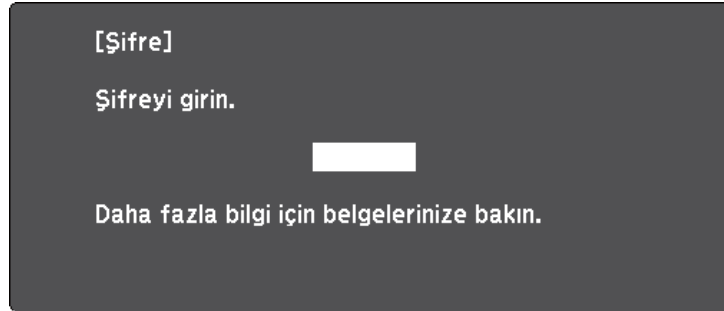 [Şifre]
Şifreyi girin.
Daha fazla bilgi için belgelerinize bakın.